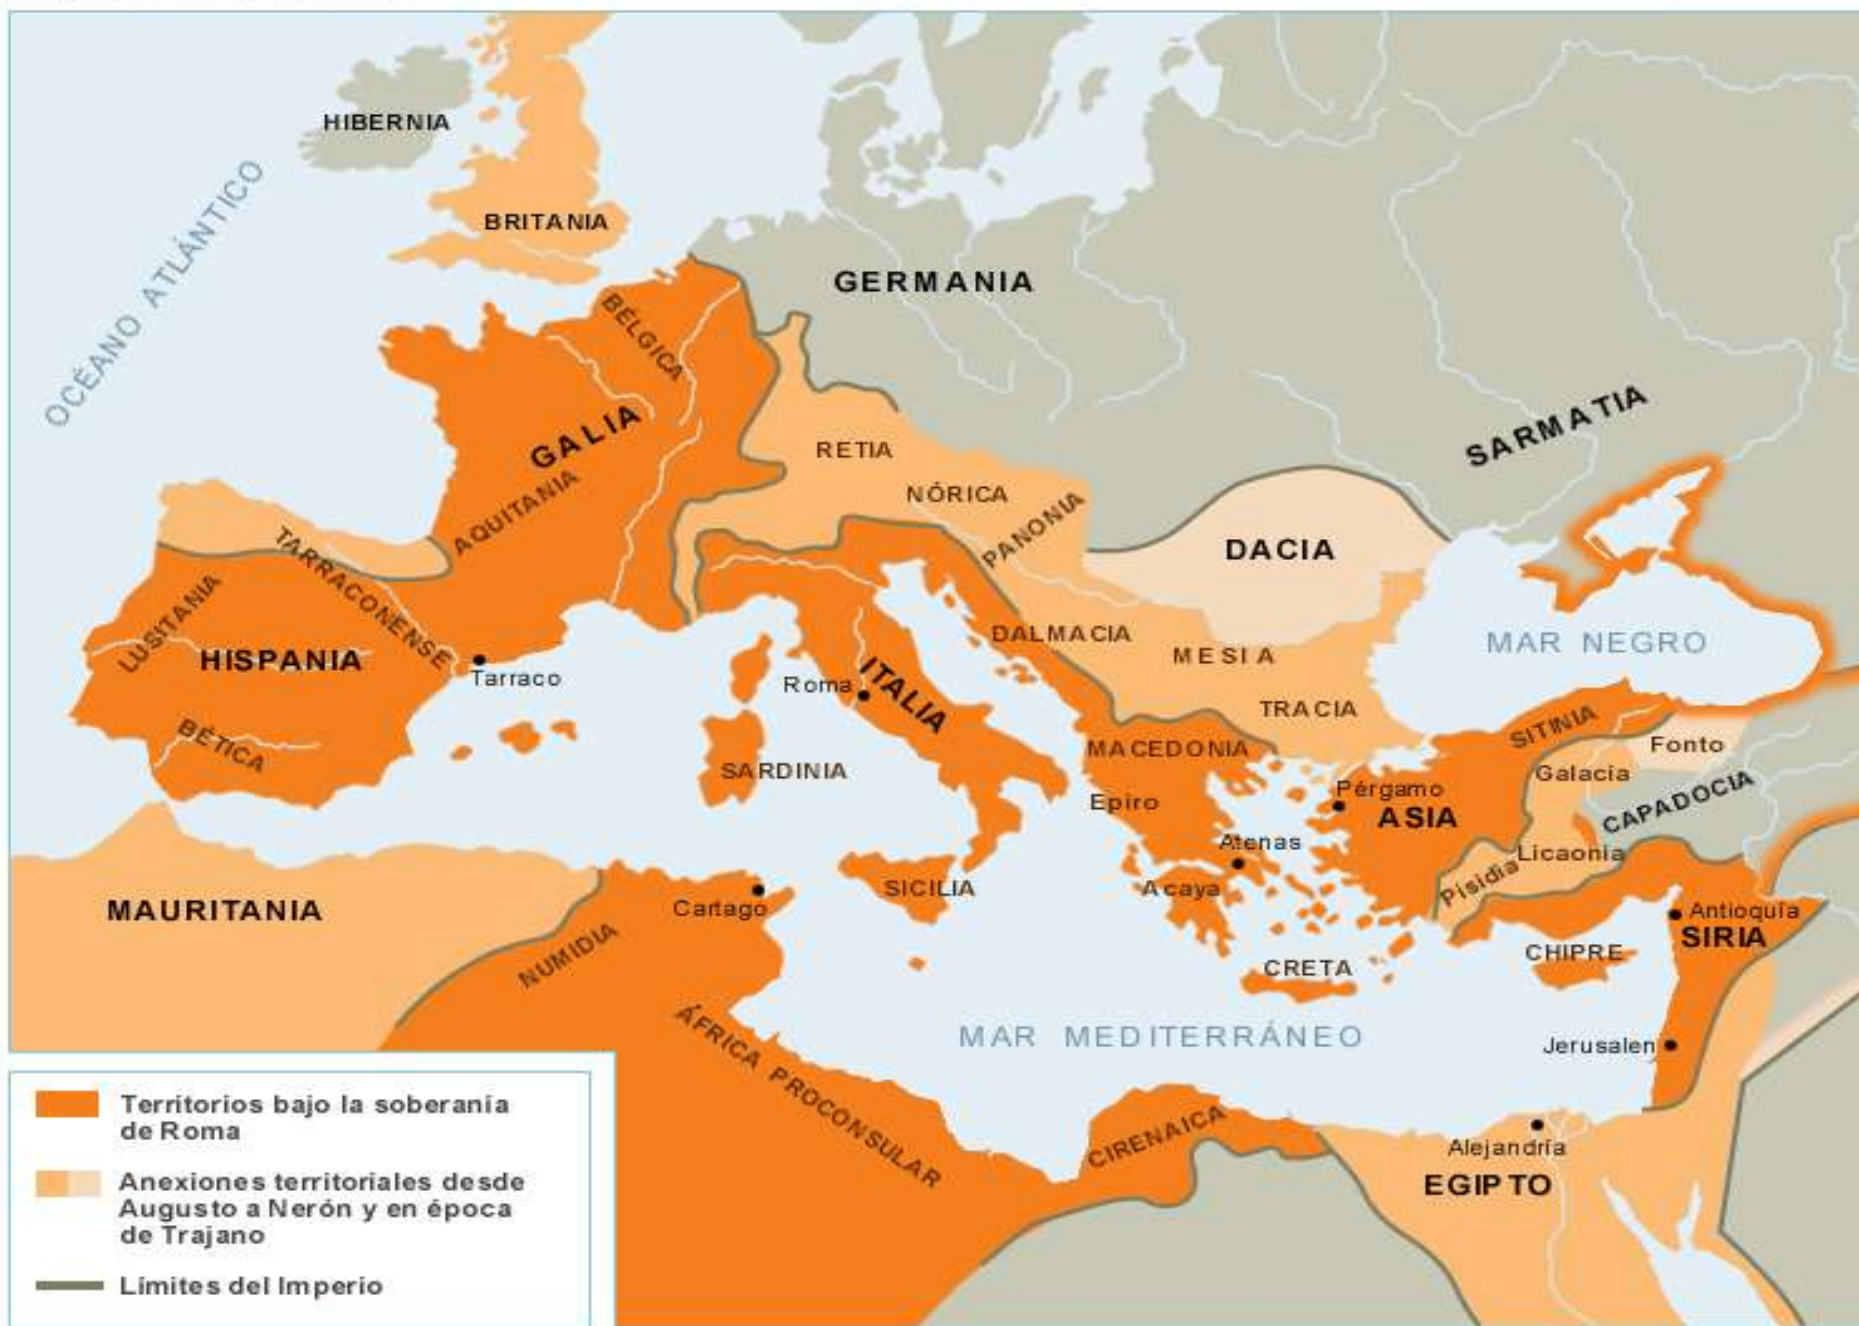 HIBERNIA
BRITANIA
OCÉANO ATLÁNTICO
GERMANIA
BÉLGICA
GALIA
AQUITANIA
SARMATIA
RETIA
NÓRICA
PANONIA
DACIA
TARRACONENSE
LUSITANIA
HISPANIA
BÉTICA
Tarraco
Roma
ITALIA
DALMACIA
MESIA
TRACIA
MAR NEGRO
SITINIA
Fonto
Galacia
CAPADOCIA
MACEDONIA
Epiro
Pérgamo
ASIA
Atenas
Acaya
Licaonia
Pisidia
SARDINIA
SICILIA
Cartago
MAURITANIA
NUMIDIA
Antioquía
SIRIA
CHIPRE
CRETA
ÁFRICA PROCONSULAR
MAR MEDITERRÁNEO
Jerusalen
CIRENAICA
Alejandría
EGIPTO
Territorios bajo la soberanía
de Roma
Anexiones territoriales desde
Augusto a Nerón y en época
de Trajano
Límites del Imperio